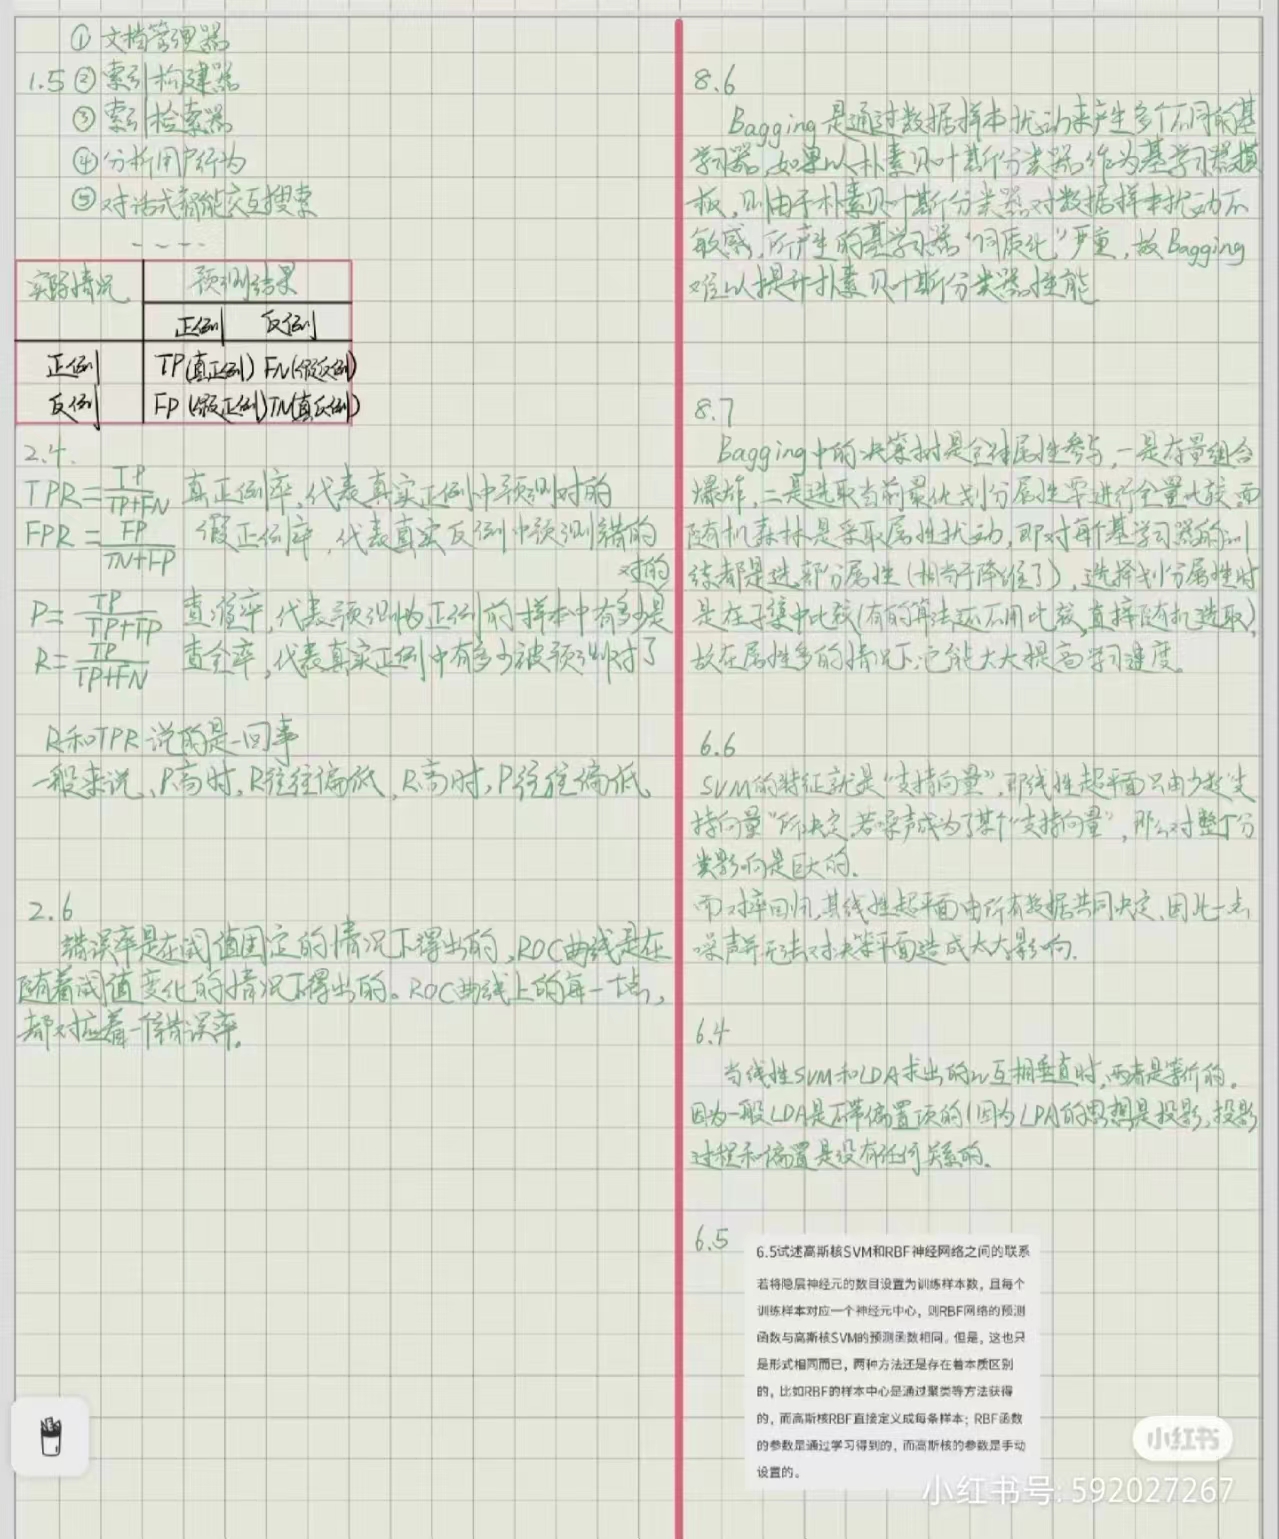 ① 文档管理器
1.5 ② 索引构建器
③ 索引检索器
④ 分析用户行为
⑤ 对话式智能交互搜索
实际情况 预测结果
正例 反例
正例 TP(真正例) FN(假反例)
反例 FP (假正例) TN(真反例)
2.4.
TPR=TP/TP+FN 真正例率,代表真实正例中预测对的
FPR=FP/TN+FP 假正例率,代表真实反例中预测错的
对的
P=TP/TP+FP 查准率,代表预测为正例的样本中有多少是
R=TP/TP+FN 查全率,代表真实正例中有多少被预测对了
R和TPR说的是一回事
一般来说,P高时,R往往偏低,R高时,P往往偏低
2.6
错误率是在阈值固定的情况下得出的,ROC曲线是在
随着阈值变化的情况下得出的。ROC曲线上的每一点,
都对应着一个错误率.
8.6
Bagging是通过数据样本扰动来产生多个不同的基
学习器,如果以朴素贝叶斯分类器作为基学习器模
板,则由于朴素贝叶斯分类器对数据样本扰动不
敏感,所产生的基学习器“同质化”严重,故Bagging
难以提升朴素贝叶斯分类器性能
8.7
Bagging中的决策树是全体属性参与,一是存量组合
爆炸,二是选取当前最优划分属性要进行全量比较,而
随机森林是采取属性扰动,即对每个基学习器的训
练都是选部分属性(相当于降维了),选择划分属性时
是在子集中比较(有的算法还不用比较,直接随机选取),
故在属性多的情况下,它能大大提高学习速度.
6.6
SVM的特征就是“支持向量”,即线性超平面只由少数“支
持向量”所决定,若噪声成为了某个“支持向量”,那么对整个分
类影响是巨大的.
而对率回归,其线性超平面由所有数据共同决定,因此一点
噪声并无法对决策平面造成太大影响.
6.4
当线性SVM和LDA求出的w互相垂直时,两者是等价的.
因为一般LDA是不带偏置项的(因为LDA的思想是投影,投影
过程和偏置是没有任何关系的.
6.5
6.5试述高斯核SVM和RBF神经网络之间的联系
若将隐层神经元的数目设置为训练样本数，且每个
训练样本对应一个神经元中心，则RBF网络的预测
函数与高斯核SVM的预测函数相同。但是，这也只
是形式相同而已，两种方法还是存在着本质区别
的，比如RBF的样本中心是通过聚类等方法获得
的，而高斯核RBF直接定义成每条样本；RBF函数
的参数是通过学习得到的，而高斯核的参数是手动
设置的。
小红书
小红书号: 592027267